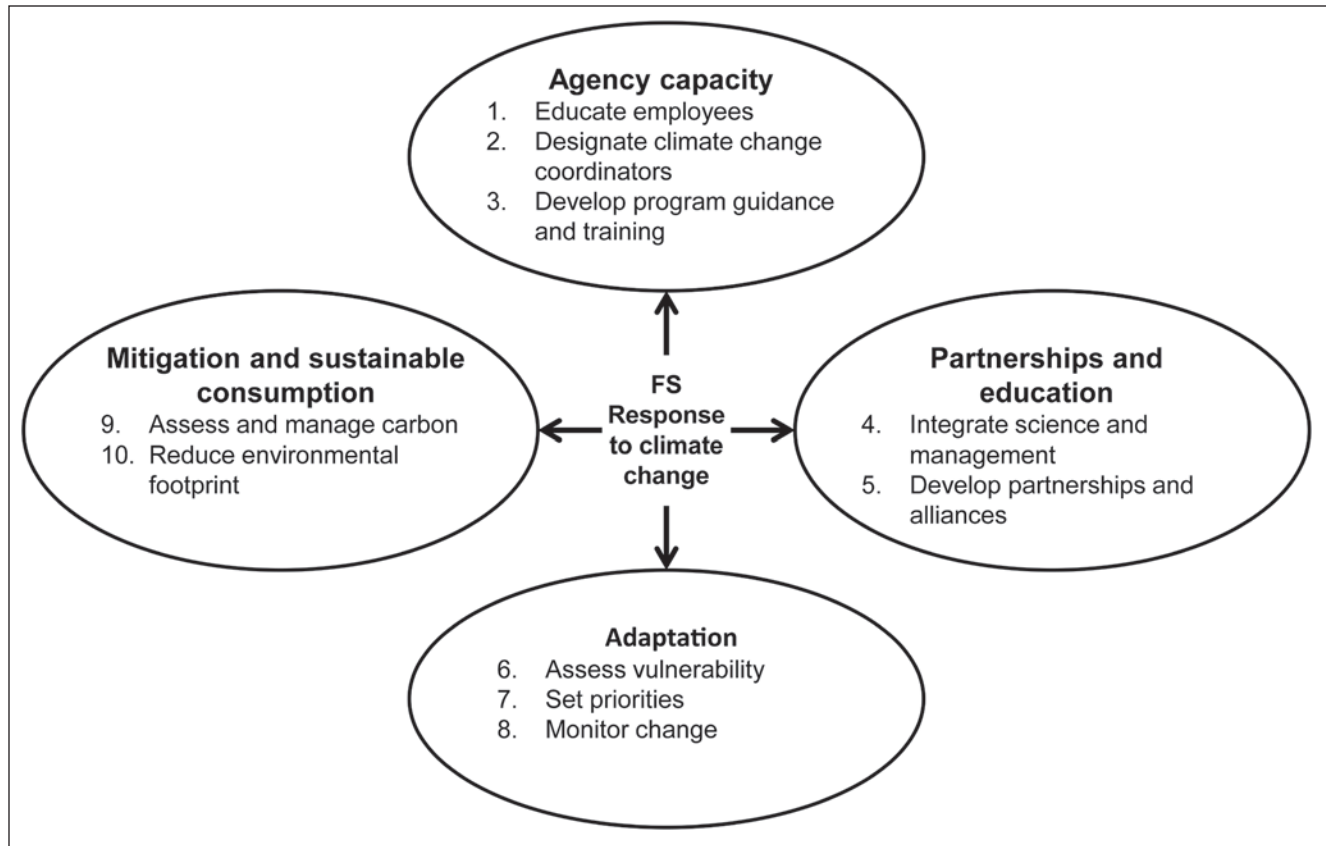 Agency capacity
1. Educate employees
2. Designate climate change
coordinators
3. Develop program guidance
and training
Mitigation and sustainable
consumption
9. Assess and manage carbon
10. Reduce environmental
footprint
FS
Response
to climate
change
Partnerships and
education
4. Integrate science and
management
5. Develop partnerships and
alliances
Adaptation
6. Assess vulnerability
7. Set priorities
8. Monitor change